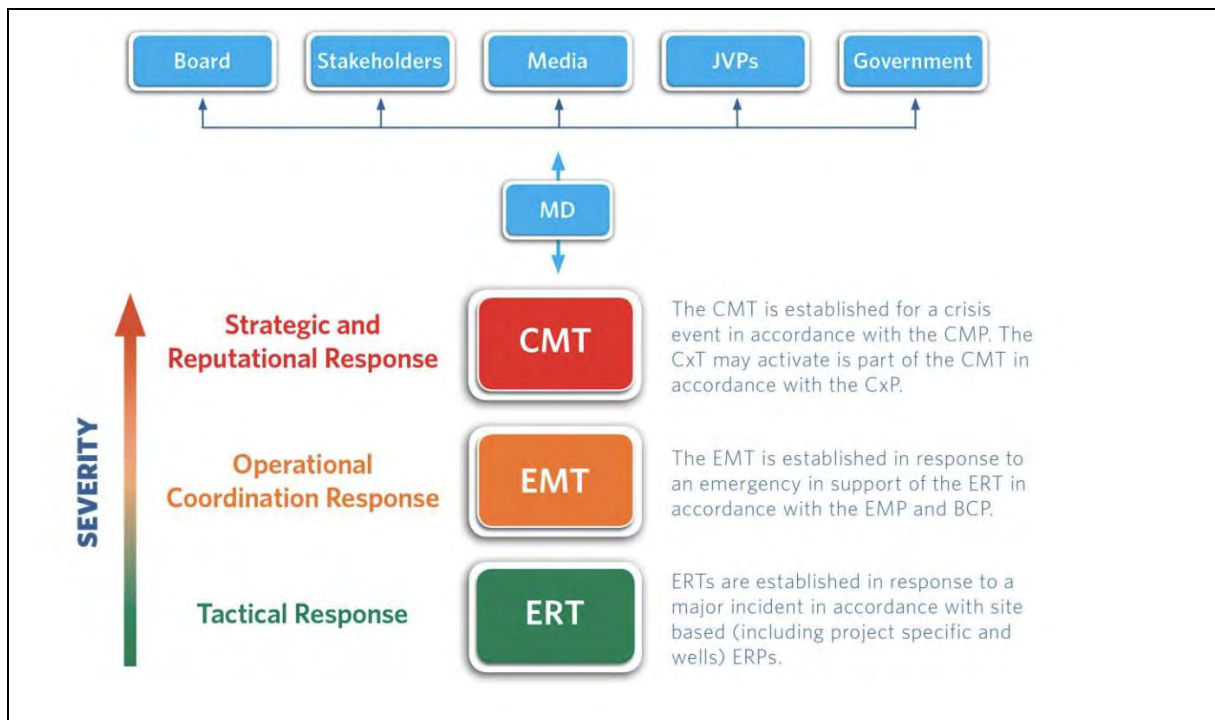 Board
Stakeholders
Media
JVPs
Government
MD
SEVERITY
Strategic and
Reputational Response
CMT
The CMT is established for a crisis
event in accordance with the CMP. The
CxT may activate is part of the CMT in
accordance with the CxP.
Operational
Coordination Response
EMT
The EMT is established in response to
an emergency in support of the ERT in
accordance with the EMP and BCP.
Tactical Response
ERT
ERTs are established in response to a
major incident in accordance with site
based (including project specific and
wells) ERPs.